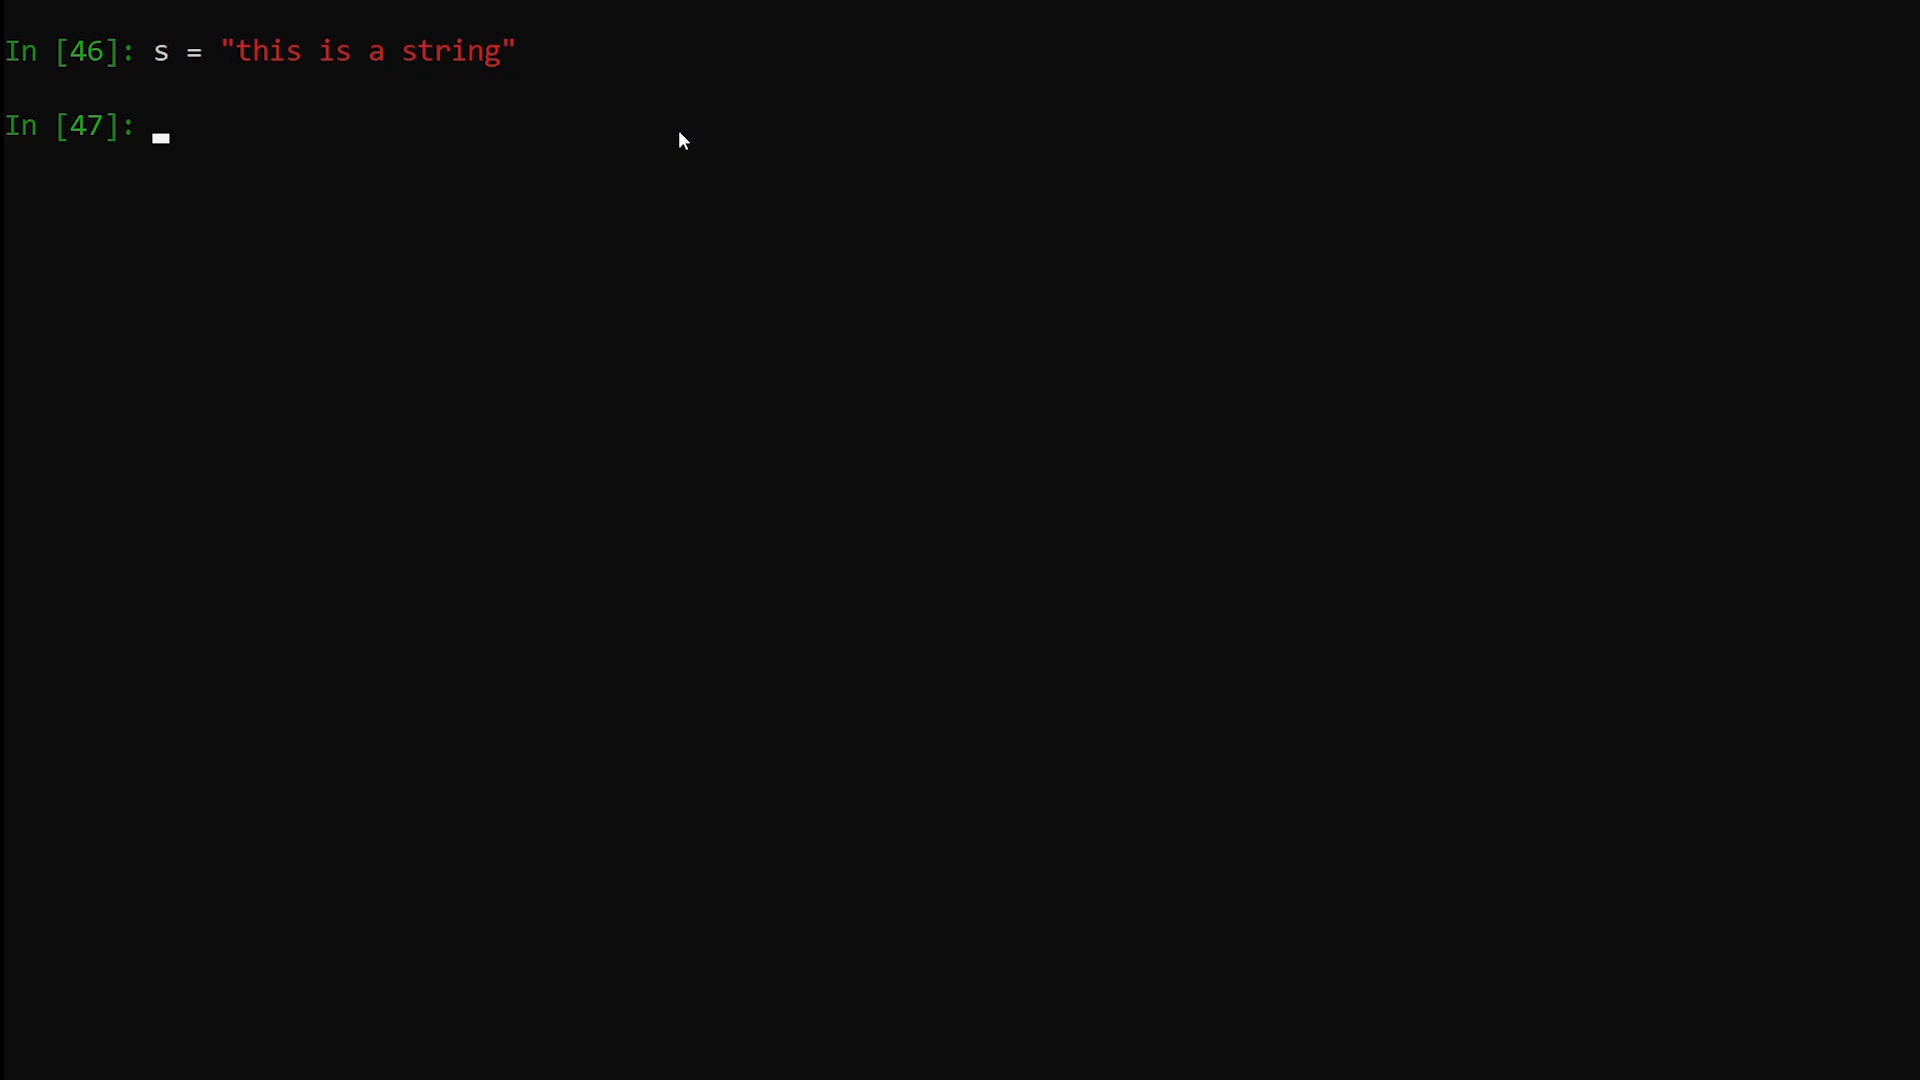 In [46]: s = "this is a string"
In [47]: